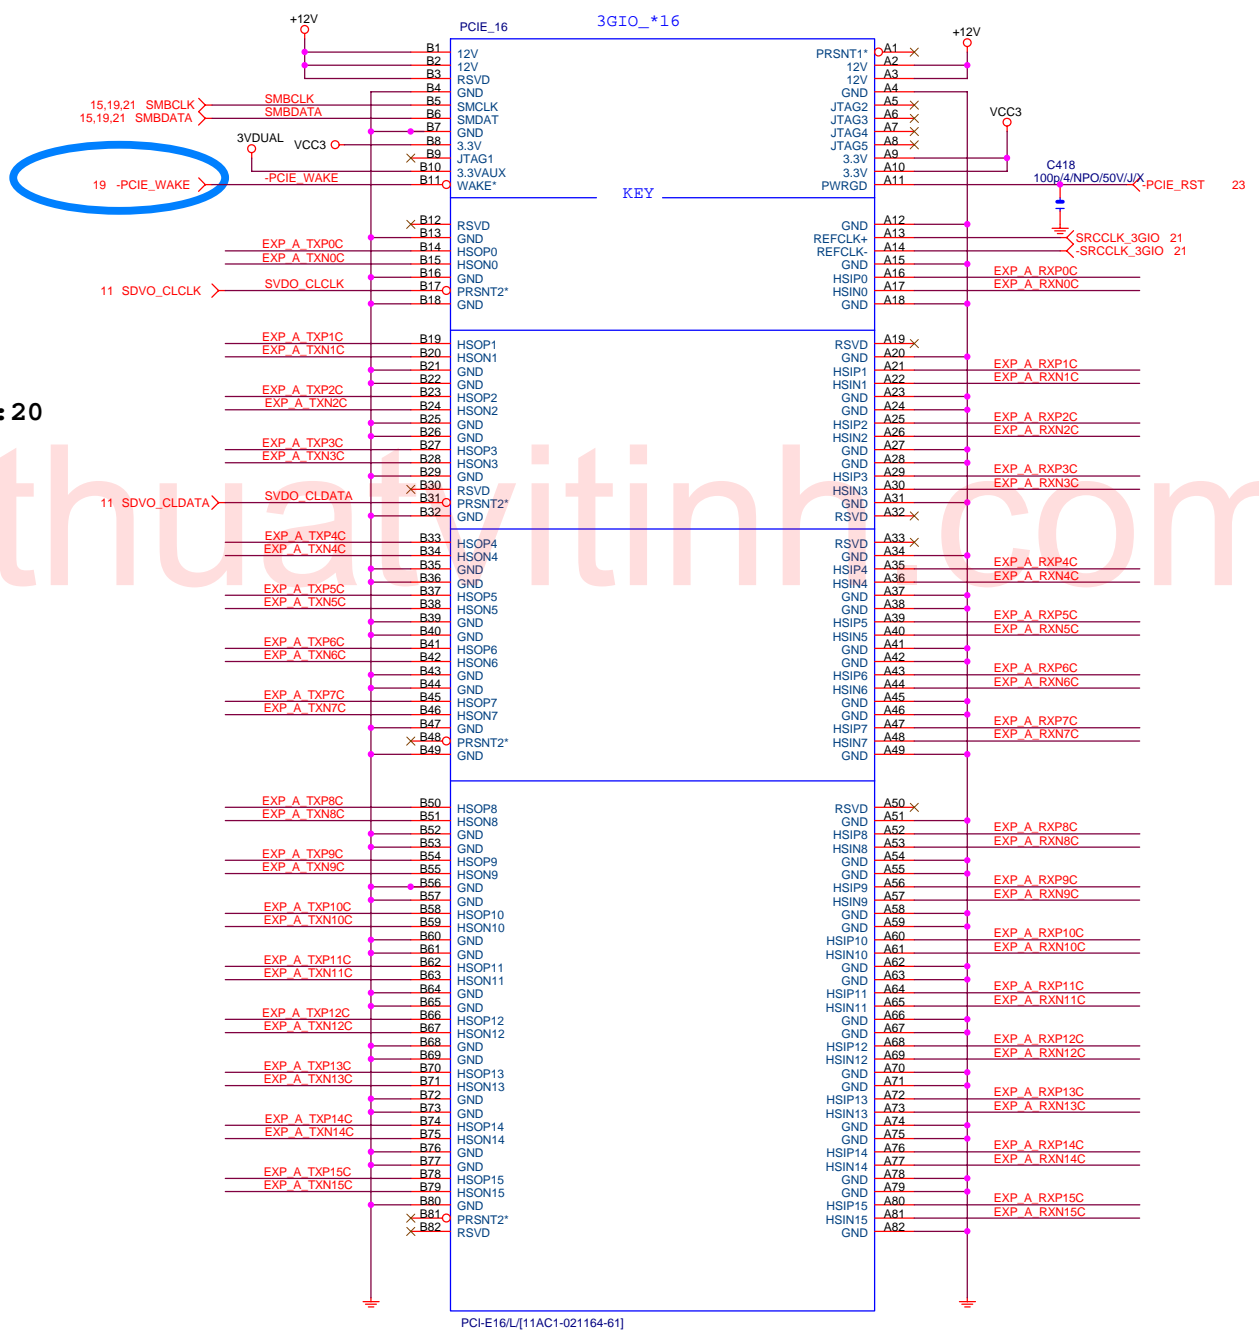 3GIO_*16
PCIE_16
+12V
+12V
B1 12V PRSNT1* A1
B2 12V 12V A2
B3 RSVD 12V A3
B4 GND GND A4
15,19,21 SMBCLK SMBCLK B5 SMCLK JTAG2 A5
15,19,21 SMBDATA SMBDATA B6 SMDAT JTAG3 A6
B7 GND JTAG4 A7
VCC3 B8 3.3V JTAG5 A8 VCC3
3VDUAL B9 JTAG1 3.3V A9
B10 3.3VAUX 3.3V A10
19 -PCIE_WAKE -PCIE_WAKE B11 WAKE* PWRGD A11 -PCIE_RST 23
C418
100p/4/NPO/50V/J/X
KEY
B12 RSVD GND A12
B13 GND REFCLK+ A13 SRCCLK_3GIO 21
EXP_A_TXP0C B14 HSOP0 REFCLK- A14 -SRCCLK_3GIO 21
EXP_A_TXN0C B15 HSON0 GND A15
B16 GND HSIP0 A16 EXP_A_RXP0C
11 SDVO_CLCLK SVDO_CLCLK B17 PRSNT2* HSIN0 A17 EXP_A_RXN0C
B18 GND GND A18
EXP_A_TXP1C B19 HSOP1 RSVD A19
EXP_A_TXN1C B20 HSON1 GND A20
B21 GND HSIP1 A21 EXP_A_RXP1C
B22 GND HSIN1 A22 EXP_A_RXN1C
EXP_A_TXP2C B23 HSOP2 GND A23
EXP_A_TXN2C B24 HSON2 GND A24
:20
B25 GND HSIP2 A25 EXP_A_RXP2C
B26 GND HSIN2 A26 EXP_A_RXN2C
EXP_A_TXP3C B27 HSOP3 GND A27
EXP_A_TXN3C B28 HSON3 GND A28
B29 GND HSIP3 A29 EXP_A_RXP3C
B30 RSVD HSIN3 A30 EXP_A_RXN3C
11 SDVO_CLDATA SVDO_CLDATA B31 PRSNT2* GND A31
B32 GND RSVD A32
thuatvitinh.com
EXP_A_TXP4C B33 HSOP4 RSVD A33
EXP_A_TXN4C B34 HSON4 GND A34
B35 GND HSIP4 A35 EXP_A_RXP4C
B36 GND HSIN4 A36 EXP_A_RXN4C
EXP_A_TXP5C B37 HSOP5 GND A37
EXP_A_TXN5C B38 HSON5 GND A38
B39 GND HSIP5 A39 EXP_A_RXP5C
B40 GND HSIN5 A40 EXP_A_RXN5C
EXP_A_TXP6C B41 HSOP6 GND A41
EXP_A_TXN6C B42 HSON6 GND A42
B43 GND HSIP6 A43 EXP_A_RXP6C
B44 GND HSIN6 A44 EXP_A_RXN6C
EXP_A_TXP7C B45 HSOP7 GND A45
EXP_A_TXN7C B46 HSON7 GND A46
B47 GND HSIP7 A47 EXP_A_RXP7C
B48 PRSNT2* HSIN7 A48 EXP_A_RXN7C
B49 GND GND A49
EXP_A_TXP8C B50 HSOP8 RSVD A50
EXP_A_TXN8C B51 HSON8 GND A51
B52 GND HSIP8 A52 EXP_A_RXP8C
B53 GND HSIN8 A53 EXP_A_RXN8C
EXP_A_TXP9C B54 HSOP9 GND A54
EXP_A_TXN9C B55 HSON9 GND A55
B56 GND HSIP9 A56 EXP_A_RXP9C
B57 GND HSIN9 A57 EXP_A_RXN9C
EXP_A_TXP10C B58 HSOP10 GND A58
EXP_A_TXN10C B59 HSON10 GND A59
B60 GND HSIP10 A60 EXP_A_RXP10C
B61 GND HSIN10 A61 EXP_A_RXN10C
EXP_A_TXP11C B62 HSOP11 GND A62
EXP_A_TXN11C B63 HSON11 GND A63
B64 GND HSIP11 A64 EXP_A_RXP11C
B65 GND HSIN11 A65 EXP_A_RXN11C
EXP_A_TXP12C B66 HSOP12 GND A66
EXP_A_TXN12C B67 HSON12 GND A67
B68 GND HSIP12 A68 EXP_A_RXP12C
B69 GND HSIN12 A69 EXP_A_RXN12C
EXP_A_TXP13C B70 HSOP13 GND A70
EXP_A_TXN13C B71 HSON13 GND A71
B72 GND HSIP13 A72 EXP_A_RXP13C
B73 GND HSIN13 A73 EXP_A_RXN13C
EXP_A_TXP14C B74 HSOP14 GND A74
EXP_A_TXN14C B75 HSON14 GND A75
B76 GND HSIP14 A76 EXP_A_RXP14C
B77 GND HSIN14 A77 EXP_A_RXN14C
EXP_A_TXP15C B78 HSOP15 GND A78
EXP_A_TXN15C B79 HSON15 GND A79
B80 GND HSIP15 A80 EXP_A_RXP15C
B81 PRSNT2* HSIN15 A81 EXP_A_RXN15C
B82 RSVD GND A82
PCI-E16/L/[11AC1-021164-61]